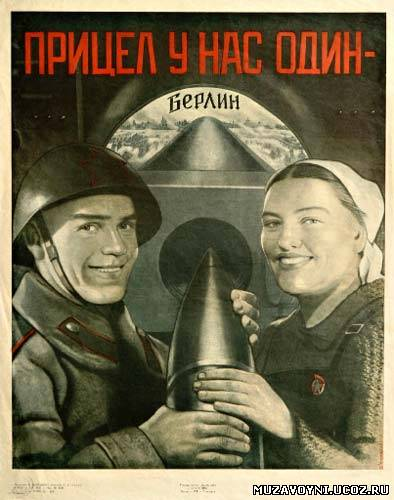 ПРИЦЕЛ У НАС ОДИН-
БЕРЛИН
MUZAVOYNI.UCOZ.RU